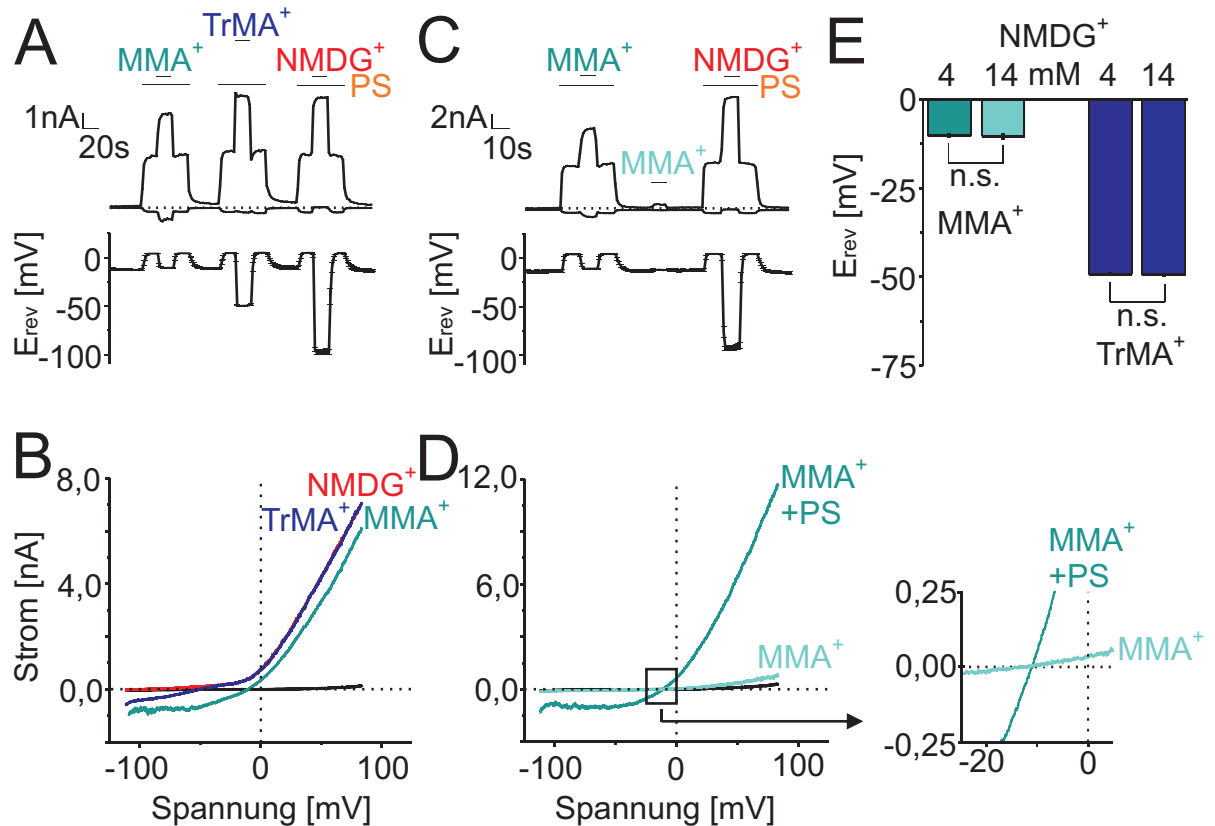 A
TrMA⁺
MMA⁺
NMDG⁺
PS
1nA
20s
0
-50
-100
Erev [mV]
C
MMA⁺
NMDG⁺
PS
2nA
10s
MMA⁺
0
-50
-100
Erev [mV]
E
NMDG⁺
4 14 mM 4 14
0
-25
-50
-75
Erev [mV]
n.s.
MMA⁺
n.s.
TrMA⁺
B
8,0
4,0
0,0
Strom [nA]
NMDG⁺
TrMA⁺
MMA⁺
-100 0 100
Spannung [mV]
D
12,0
6,0
0,0
MMA⁺
+PS
MMA⁺
-100 0 100
Spannung [mV]
MMA⁺
+PS
0,25
0,00
-0,25
MMA⁺
-20 0